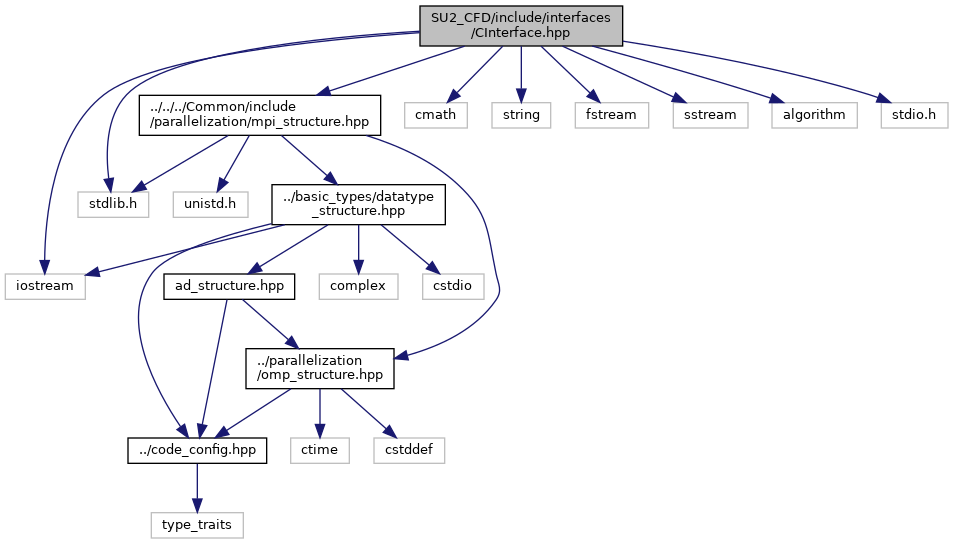 SU2_CFD/include/interfaces
/CInterface.hpp
../../../Common/include
/parallelization/mpi_structure.hpp
cmath
string
fstream
sstream
algorithm
stdio.h
stdlib.h
unistd.h
../basic_types/datatype
_structure.hpp
iostream
ad_structure.hpp
complex
cstdio
../parallelization
/omp_structure.hpp
../code_config.hpp
ctime
cstddef
type_traits